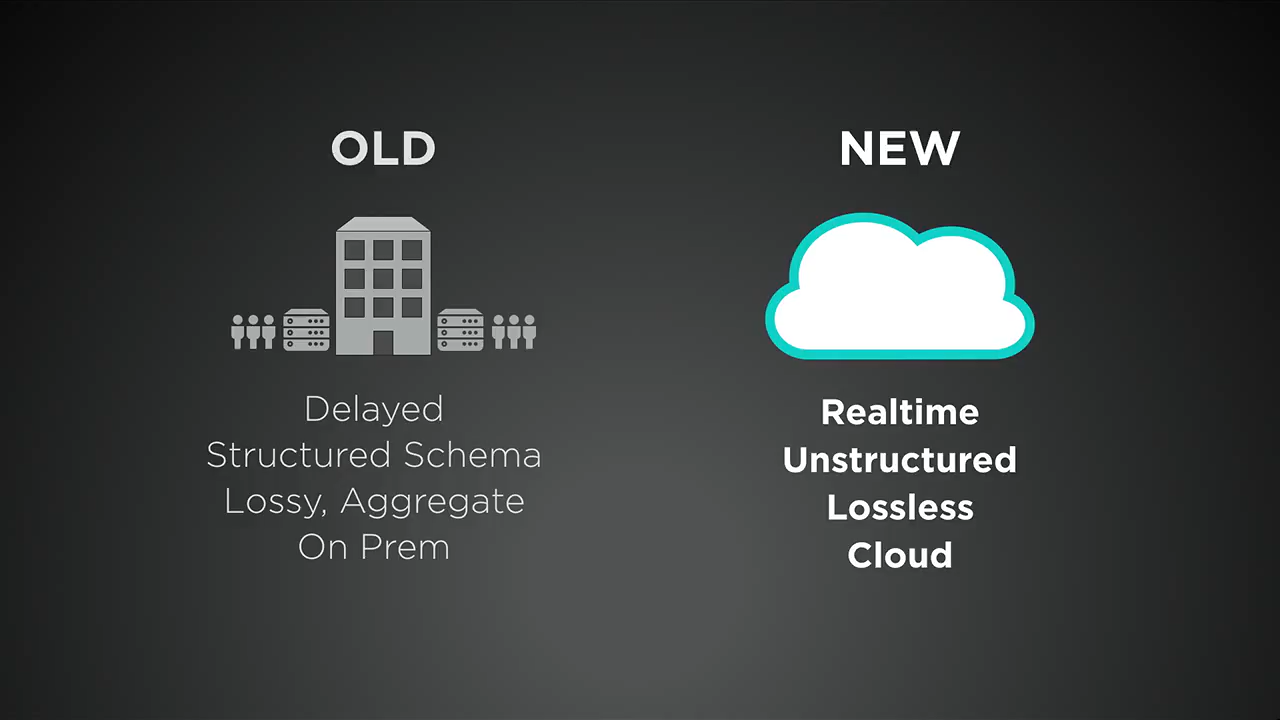 OLD
Delayed
Structured Schema
Lossy, Aggregate
On Prem
NEW
Realtime
Unstructured
Lossless
Cloud